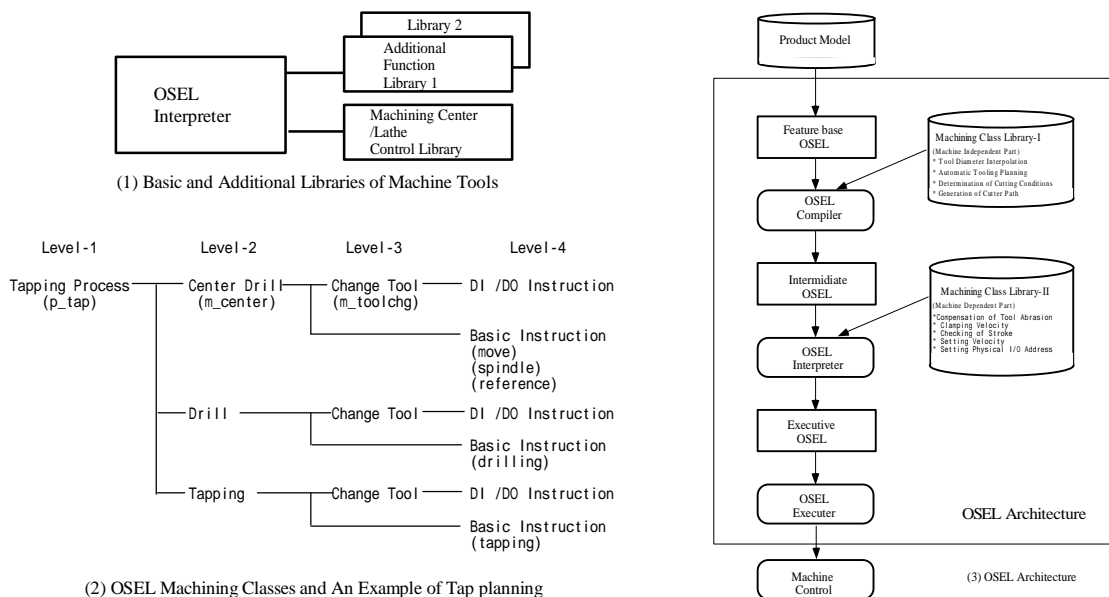 Library 2
Additional
Function
Library 1
OSEL
Interpreter
Machining Center
/Lathe
Control Library
(1) Basic and Additional Libraries of Machine Tools
Level-1 Level-2 Level-3 Level-4
Tapping Process Center Drill Change Tool DI /DO Instruction
(p_tap) (m_center) (m_toolchg)
Basic Instruction
(move)
(spindle)
(reference)
Drill Change Tool DI /DO Instruction
Basic Instruction
(drilling)
Tapping Change Tool DI /DO Instruction
Basic Instruction
(tapping)
(2) OSEL Machining Classes and An Example of Tap planning
Product Model
Feature base
OSEL
Machining Class Library-I
(Machine Independent Part)
* Tool Diameter Interpolation
* Automatic Tooling Planning
* Determination of Cutting Conditions
* Generation of Cutter Path
OSEL
Compiler
Intermidiate
OSEL
Machining Class Library-II
(Machine Dependent Part)
*Compensation of Tool Abrasion
* Clamping Velocity
* Checking of Stroke
* Setting Velocity
* Setting Physical I/O Address
OSEL
Interpreter
Executive
OSEL
OSEL
Executer
OSEL Architecture
Machine
Control
(3) OSEL Architecture